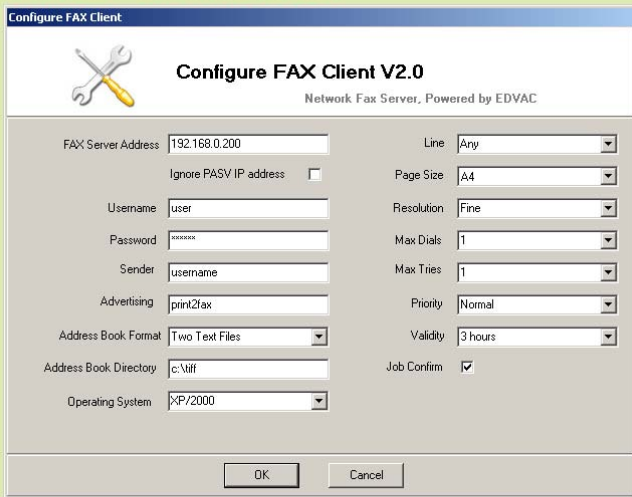 Configure FAX Client
Configure FAX Client V2.0
Network Fax Server, Powered by EDVAC
FAX Server Address 192.168.0.200
Ignore PASV IP address
Username user
Password ******
Sender username
Advertising print2fax
Address Book Format Two Text Files
Address Book Directory c:\tiff
Operating System XP/2000
Line Any
Page Size A4
Resolution Fine
Max Dials 1
Max Tries 1
Priority Normal
Validity 3 hours
Job Confirm
OK Cancel